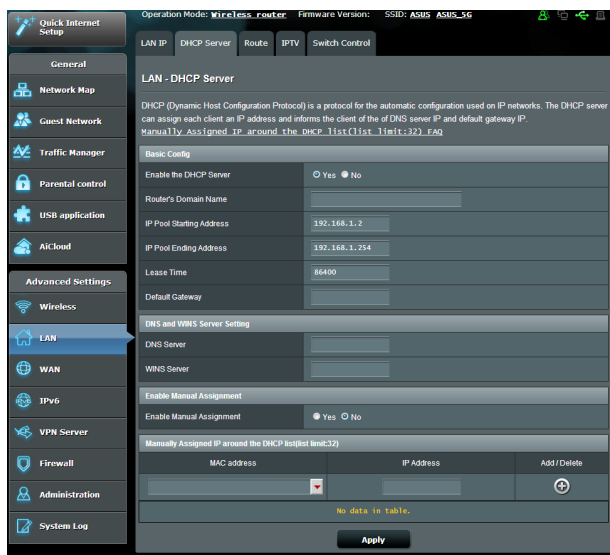 Quick Internet Setup
Operation Mode: Wireless router Firmware Version: SSID: ASUS ASUS_5G
LAN IP DHCP Server Route IPTV Switch Control
General
Network Map
Guest Network
Traffic Manager
Parental control
USB application
AiCloud
Advanced Settings
Wireless
LAN
WAN
IPv6
VPN Server
Firewall
Administration
System Log
LAN - DHCP Server
DHCP (Dynamic Host Configuration Protocol) is a protocol for the automatic configuration used on IP networks. The DHCP server
can assign each client an IP address and informs the client of the of DNS server IP and default gateway IP.
Manually Assigned IP around the DHCP list(list limit:32) FAQ
Basic Config
Enable the DHCP Server Yes No
Router's Domain Name
IP Pool Starting Address 192.168.1.2
IP Pool Ending Address 192.168.1.254
Lease Time 86400
Default Gateway
DNS and WINS Server Setting
DNS Server
WINS Server
Enable Manual Assignment
Enable Manual Assignment Yes No
Manually Assigned IP around the DHCP list(list limit:32)
MAC address IP Address Add / Delete
No data in table.
Apply